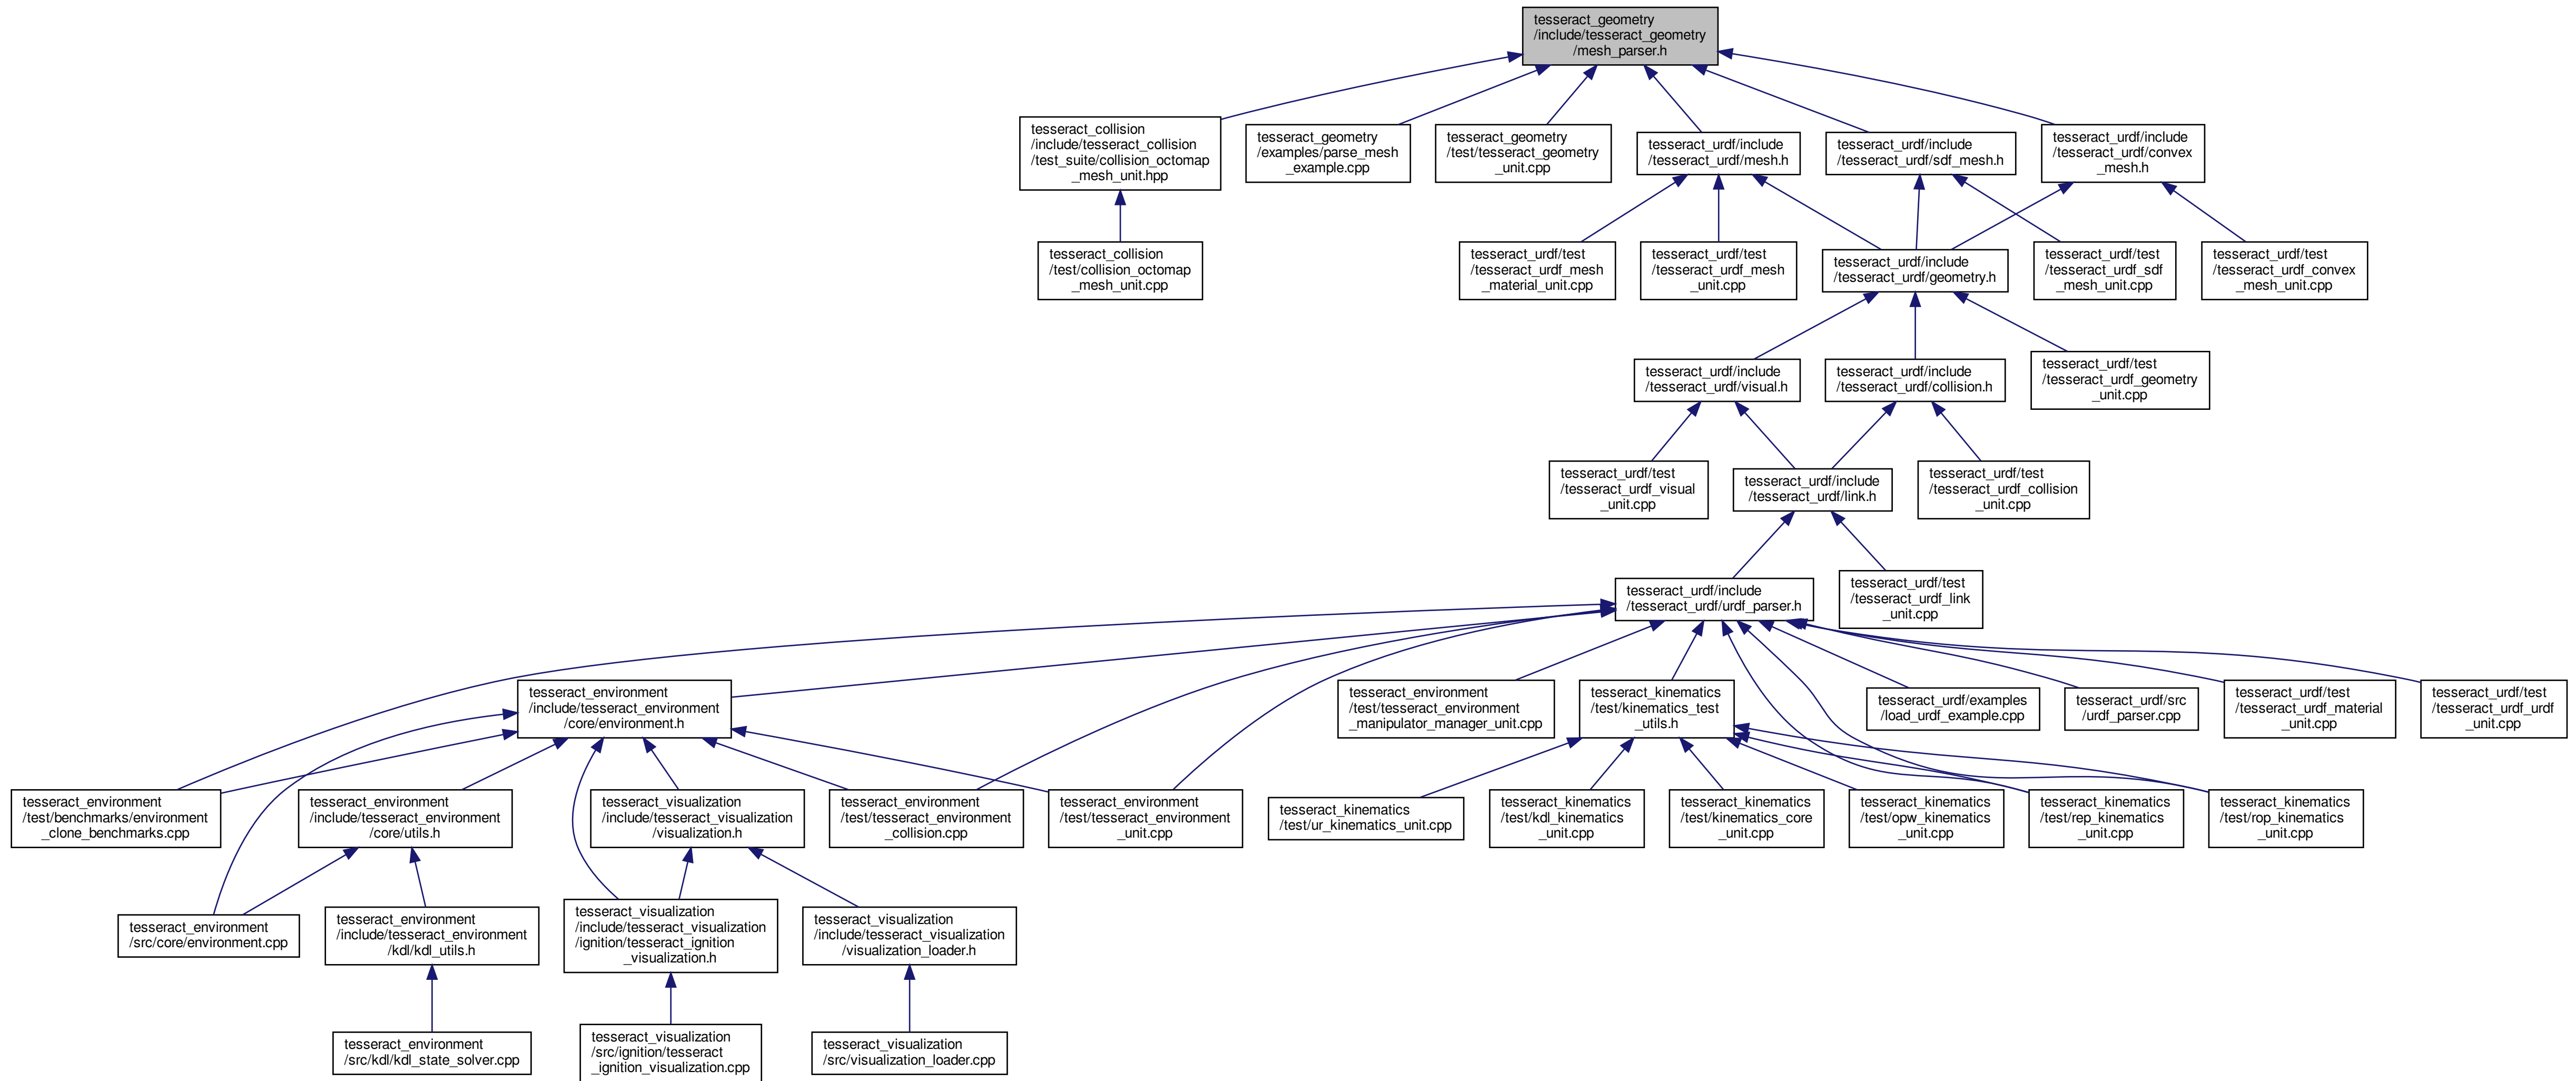 tesseract_geometry
/include/tesseract_geometry
/mesh_parser.h
tesseract_collision
/include/tesseract_collision
/test_suite/collision_octomap
_mesh_unit.hpp
tesseract_geometry
/examples/parse_mesh
_example.cpp
tesseract_geometry
/test/tesseract_geometry
_unit.cpp
tesseract_urdf/include
/tesseract_urdf/mesh.h
tesseract_urdf/include
/tesseract_urdf/sdf_mesh.h
tesseract_urdf/include
/tesseract_urdf/convex
_mesh.h
tesseract_collision
/test/collision_octomap
_mesh_unit.cpp
tesseract_urdf/test
/tesseract_urdf_mesh
_material_unit.cpp
tesseract_urdf/test
/tesseract_urdf_mesh
_unit.cpp
tesseract_urdf/include
/tesseract_urdf/geometry.h
tesseract_urdf/test
/tesseract_urdf_sdf
_mesh_unit.cpp
tesseract_urdf/test
/tesseract_urdf_convex
_mesh_unit.cpp
tesseract_urdf/include
/tesseract_urdf/visual.h
tesseract_urdf/include
/tesseract_urdf/collision.h
tesseract_urdf/test
/tesseract_urdf_geometry
_unit.cpp
tesseract_urdf/test
/tesseract_urdf_visual
_unit.cpp
tesseract_urdf/include
/tesseract_urdf/link.h
tesseract_urdf/test
/tesseract_urdf_collision
_unit.cpp
tesseract_urdf/include
/tesseract_urdf/urdf_parser.h
tesseract_urdf/test
/tesseract_urdf_link
_unit.cpp
tesseract_environment
/include/tesseract_environment
/core/environment.h
tesseract_environment
/test/tesseract_environment
_manipulator_manager_unit.cpp
tesseract_kinematics
/test/kinematics_test
_utils.h
tesseract_urdf/examples
/load_urdf_example.cpp
tesseract_urdf/src
/urdf_parser.cpp
tesseract_urdf/test
/tesseract_urdf_material
_unit.cpp
tesseract_urdf/test
/tesseract_urdf_urdf
_unit.cpp
tesseract_environment
/test/benchmarks/environment
_clone_benchmarks.cpp
tesseract_environment
/include/tesseract_environment
/core/utils.h
tesseract_visualization
/include/tesseract_visualization
/visualization.h
tesseract_environment
/test/tesseract_environment
_collision.cpp
tesseract_environment
/test/tesseract_environment
_unit.cpp
tesseract_kinematics
/test/ur_kinematics_unit.cpp
tesseract_kinematics
/test/kdl_kinematics
_unit.cpp
tesseract_kinematics
/test/kinematics_core
_unit.cpp
tesseract_kinematics
/test/opw_kinematics
_unit.cpp
tesseract_kinematics
/test/rep_kinematics
_unit.cpp
tesseract_kinematics
/test/rop_kinematics
_unit.cpp
tesseract_environment
/src/core/environment.cpp
tesseract_environment
/include/tesseract_environment
/kdl/kdl_utils.h
tesseract_visualization
/include/tesseract_visualization
/ignition/tesseract_ignition
_visualization.h
tesseract_visualization
/include/tesseract_visualization
/visualization_loader.h
tesseract_environment
/src/kdl/kdl_state_solver.cpp
tesseract_visualization
/src/ignition/tesseract
_ignition_visualization.cpp
tesseract_visualization
/src/visualization_loader.cpp